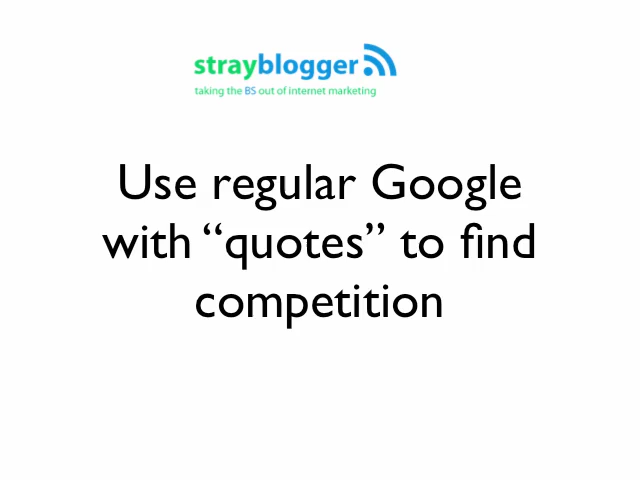 strayblogger
taking the BS out of internet marketing
Use regular Google
with “quotes” to find
competition